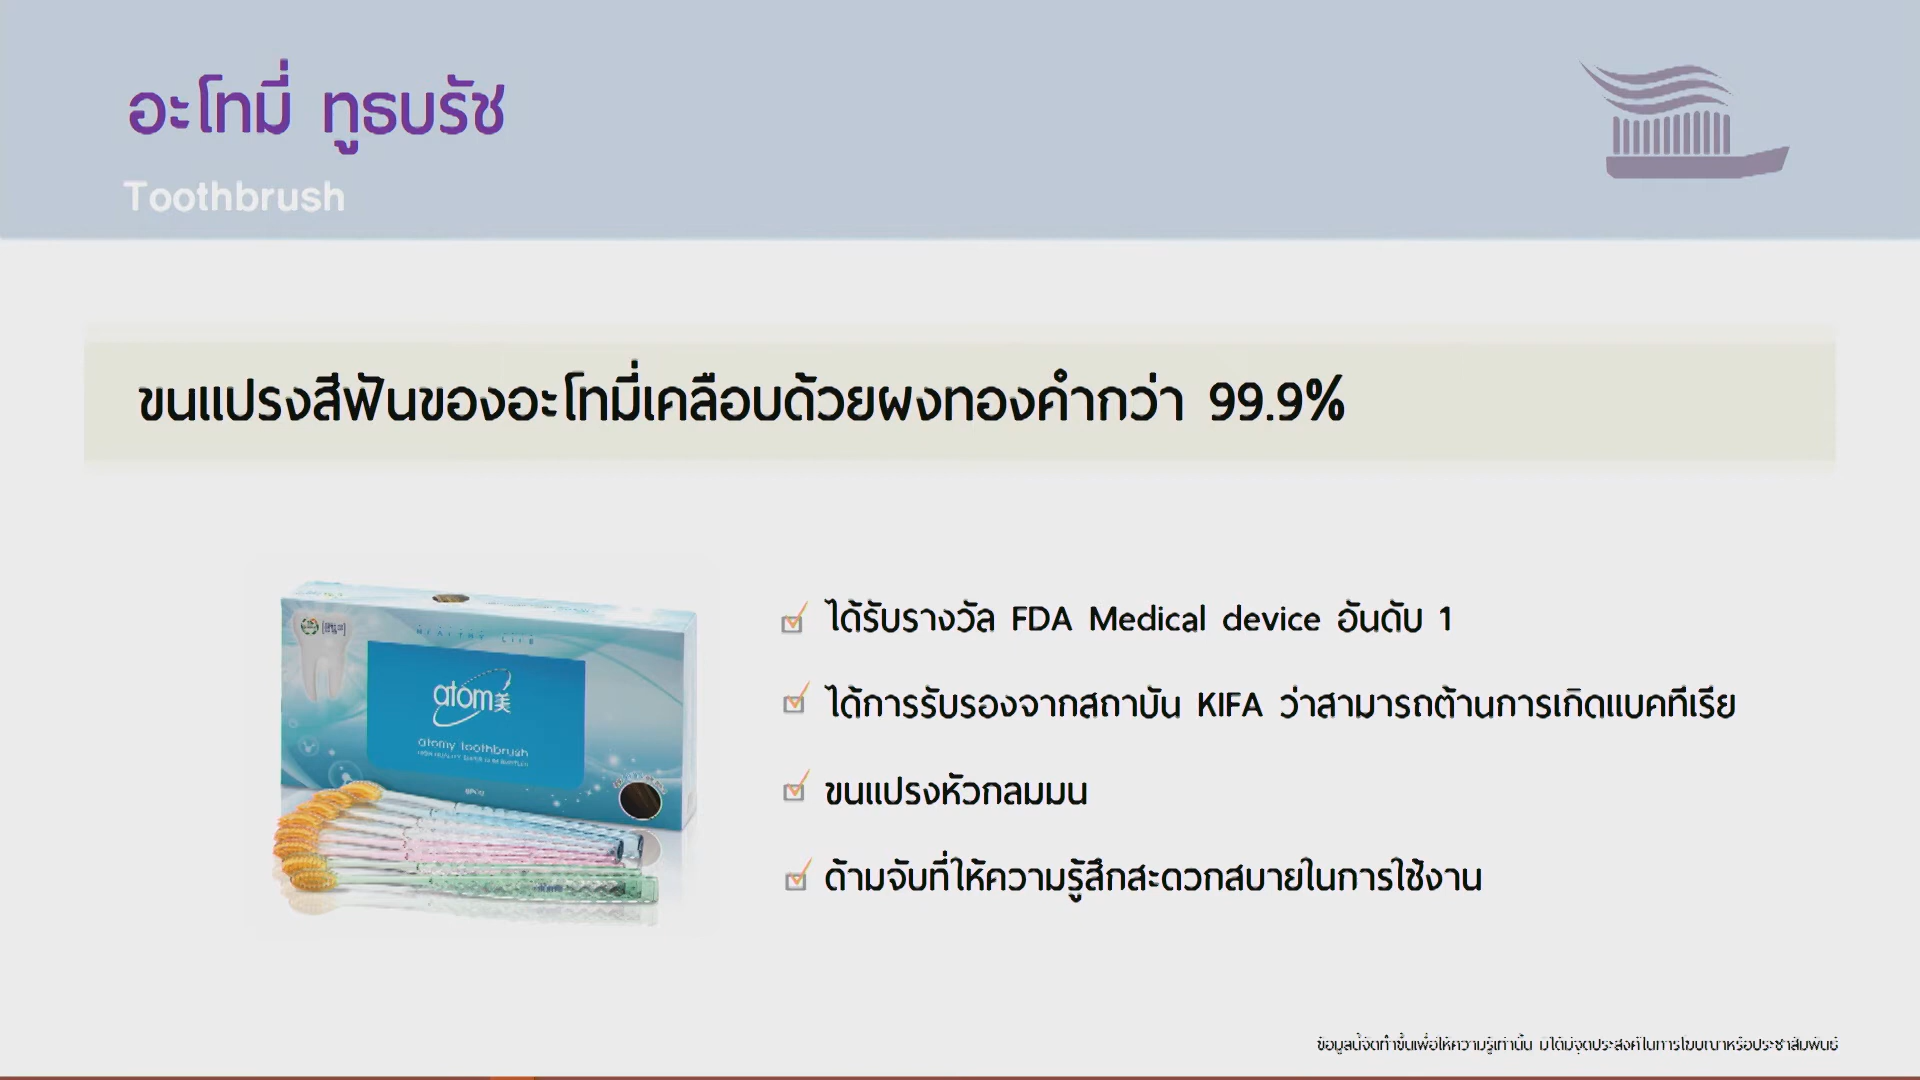 อะโทมี่ ทูธบรัช
Toothbrush
ขนแปรงสีฟันของอะโทมี่เคลือบด้วยผงทองคำกว่า 99.9%
HEALTHY LIFE
atom美
atomy toothbrush
ได้รับรางวัล FDA Medical device อันดับ 1
ได้การรับรองจากสถาบัน KIFA ว่าสามารถต้านการเกิดแบคทีเรีย
ขนแปรงหัวกลมมน
ด้ามจับที่ให้ความรู้สึกสะดวกสบายในการใช้งาน
ข้อมูลนี้จัดทำขึ้นเพื่อให้ความรู้เท่านั้น มิได้มีจุดประสงค์ในการโฆษณาหรือประชาสัมพันธ์